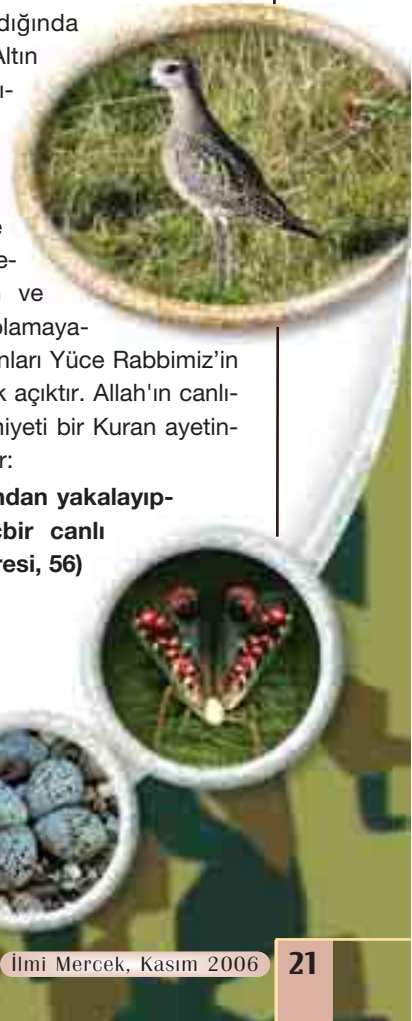 dığında
Altın
ı-
e
e-
ve
olamaya-
nları Yüce Rabbimiz’in
k açıktır. Allah'ın canlı-
niyeti bir Kuran ayetin-
r:
ndan yakalayıp-
çbir canlı
resi, 56)
İlmi Mercek, Kasım 2006
21